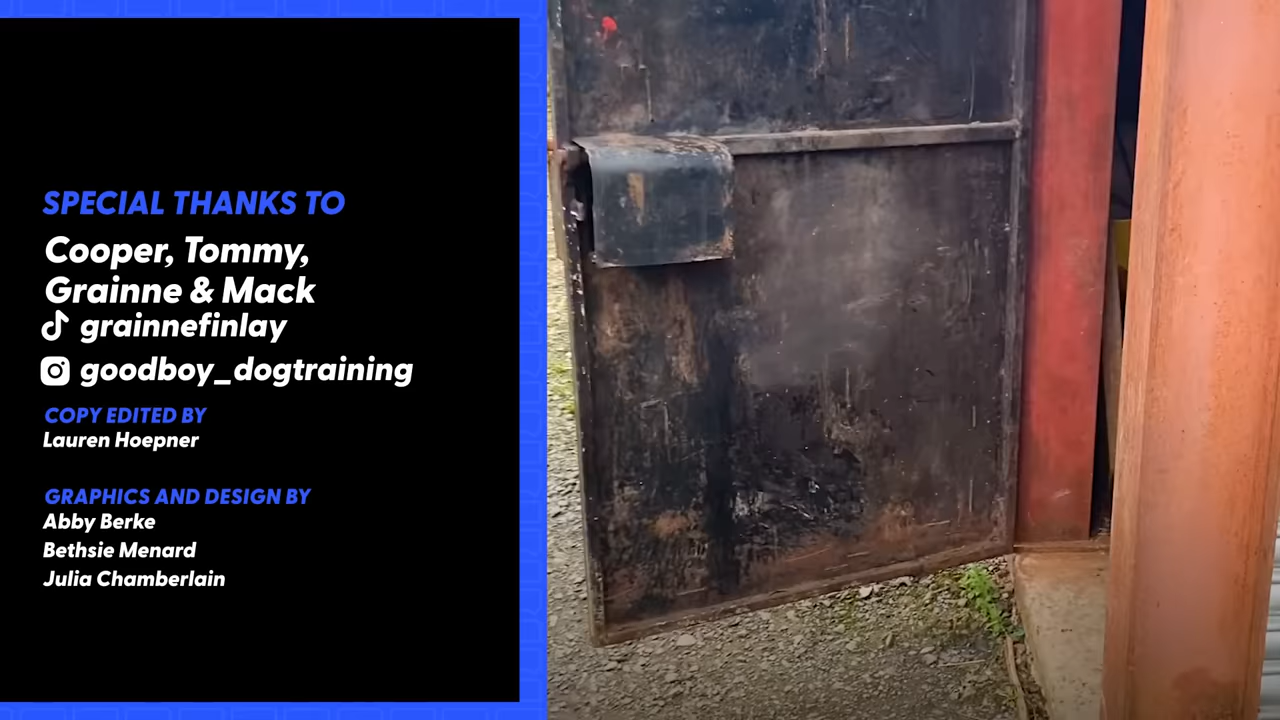 SPECIAL THANKS TO
Cooper, Tommy,
Grainne & Mack
grainnefinlay
goodboy_dogtraining
COPY EDITED BY
Lauren Hoepner
GRAPHICS AND DESIGN BY
Abby Berke
Bethsie Menard
Julia Chamberlain